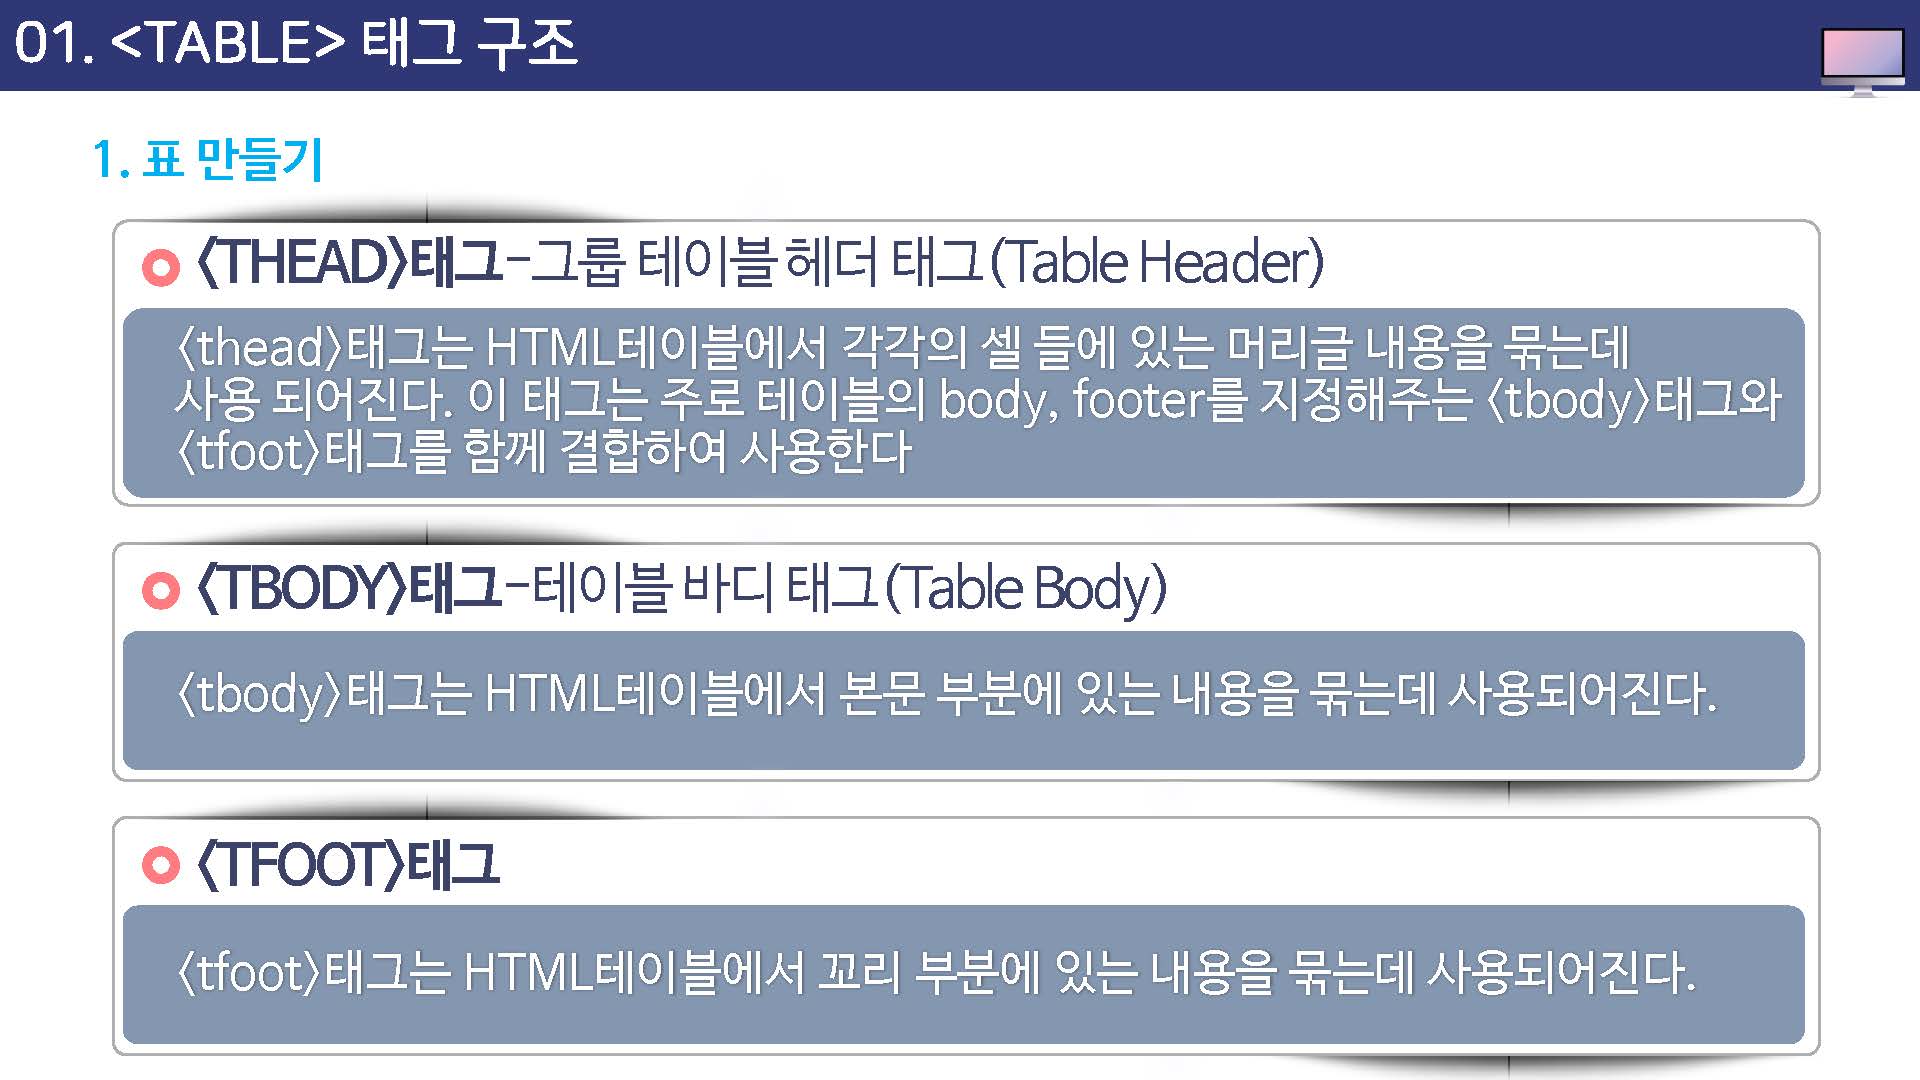 01. <TABLE> 태그 구조
1. 표 만들기
〈THEAD〉태그-그룹 테이블 헤더 태그(Table Header)
〈thead〉태그는 HTML테이블에서 각각의 셀 들에 있는 머리글 내용을 묶는데
사용 되어진다. 이 태그는 주로 테이블의 body, footer를 지정해주는 〈tbody〉태그와
〈tfoot〉태그를 함께 결합하여 사용한다
〈TBODY〉태그-테이블 바디 태그(Table Body)
〈tbody〉태그는 HTML테이블에서 본문 부분에 있는 내용을 묶는데 사용되어진다.
〈TFOOT〉태그
〈tfoot〉태그는 HTML테이블에서 꼬리 부분에 있는 내용을 묶는데 사용되어진다.